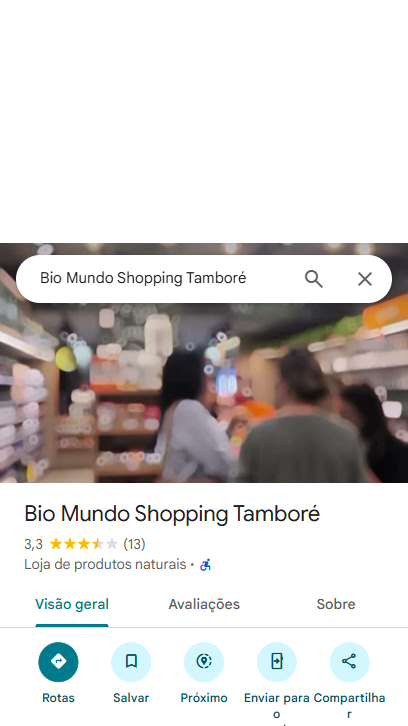 Bio Mundo Shopping Tamboré
Bio Mundo Shopping Tamboré
3,3 (13)
Loja de produtos naturais ·
Visão geral Avaliações Sobre
Rotas Salvar Próximo Enviar para o Compartilhar